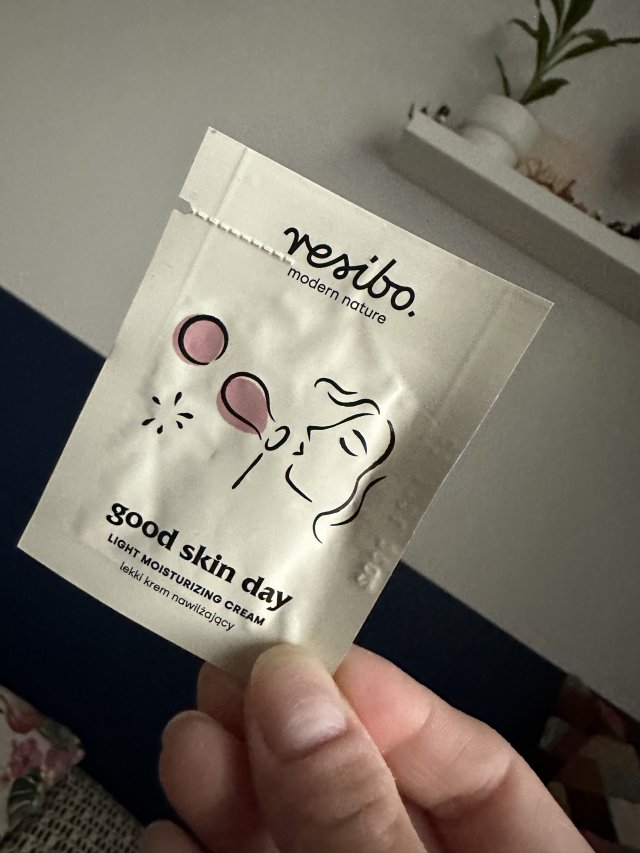 resibo.
modern nature
good skin day
LIGHT MOISTURIZING CREAM
lekki krem nawilżający